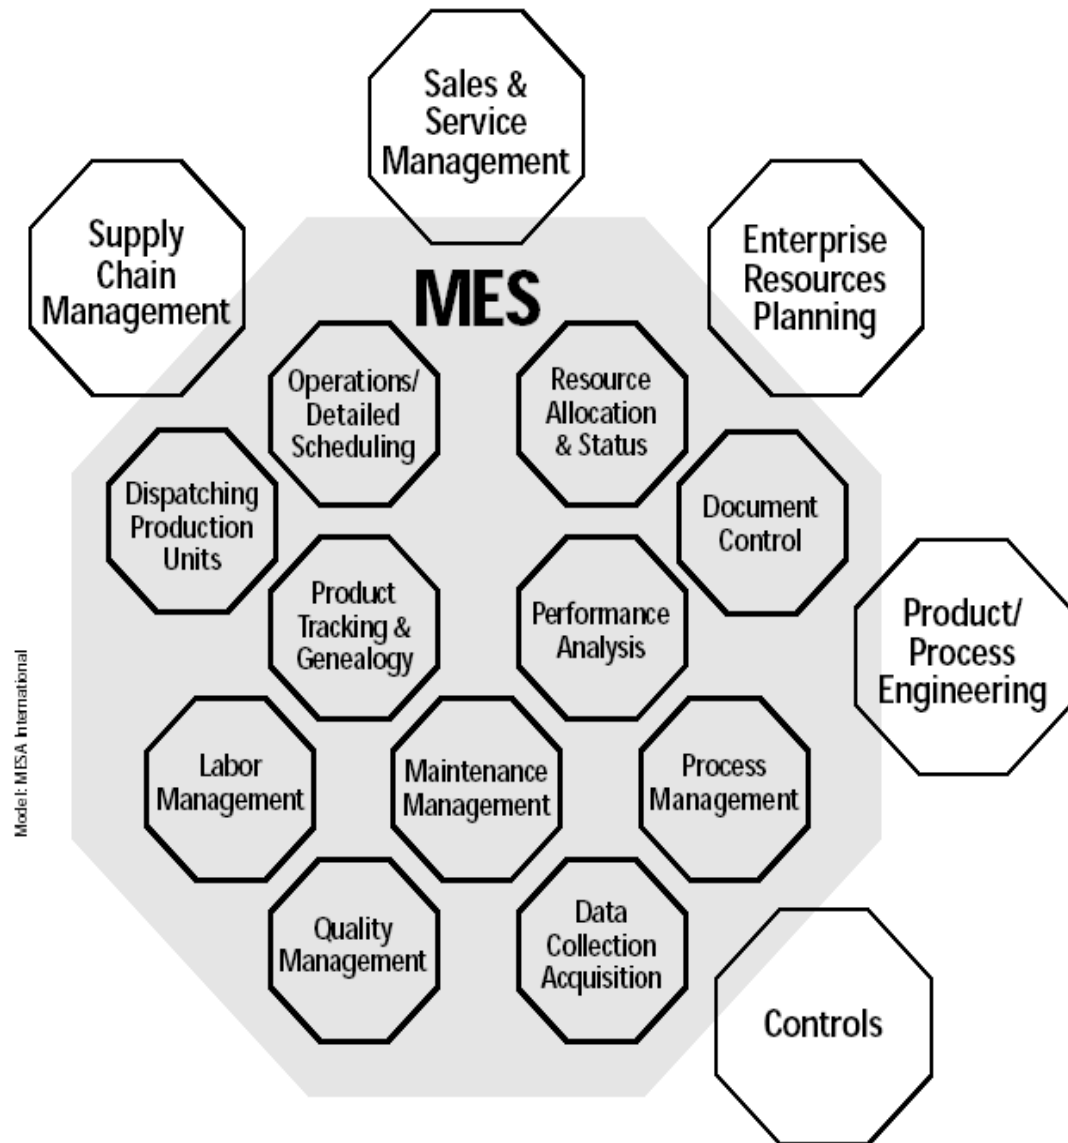 Sales &
Service
Management
Supply
Chain
Management
Enterprise
Resources
Planning
MES
Operations/
Detailed
Scheduling
Resource
Allocation
& Status
Dispatching
Production
Units
Document
Control
Product
Tracking &
Genealogy
Performance
Analysis
Product/
Process
Engineering
Labor
Management
Maintenance
Management
Process
Management
Quality
Management
Data
Collection
Acquisition
Controls
Model: MESA International